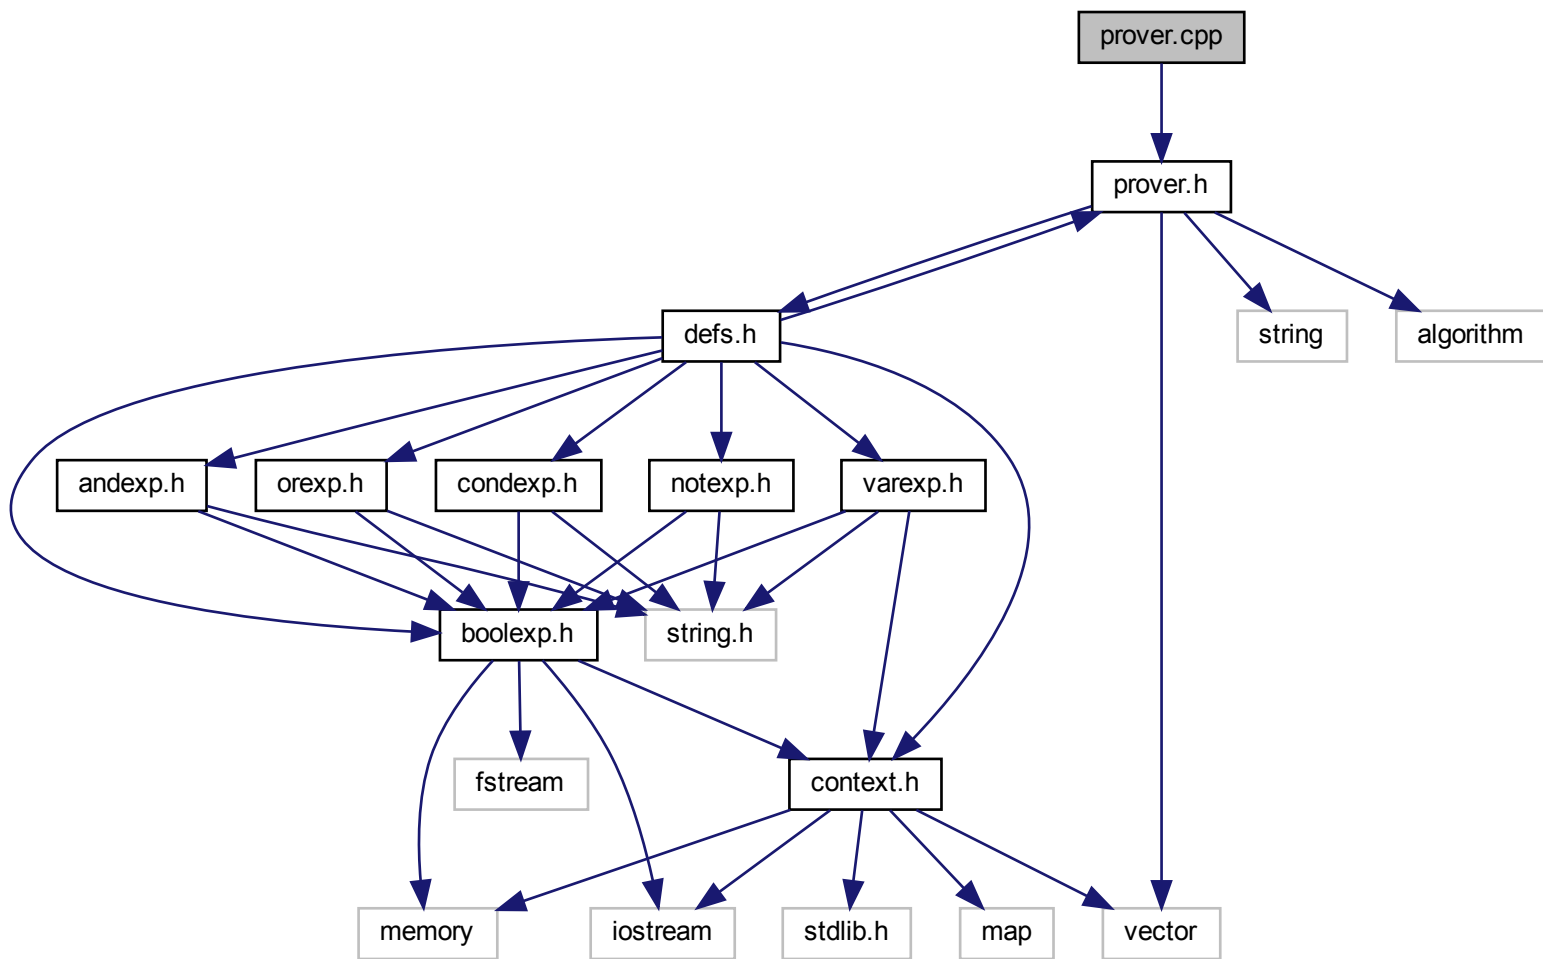 prover.cpp
prover.h
defs.h
string
algorithm
andexp.h
orexp.h
condexp.h
notexp.h
varexp.h
boolexp.h
string.h
fstream
context.h
memory
iostream
stdlib.h
map
vector